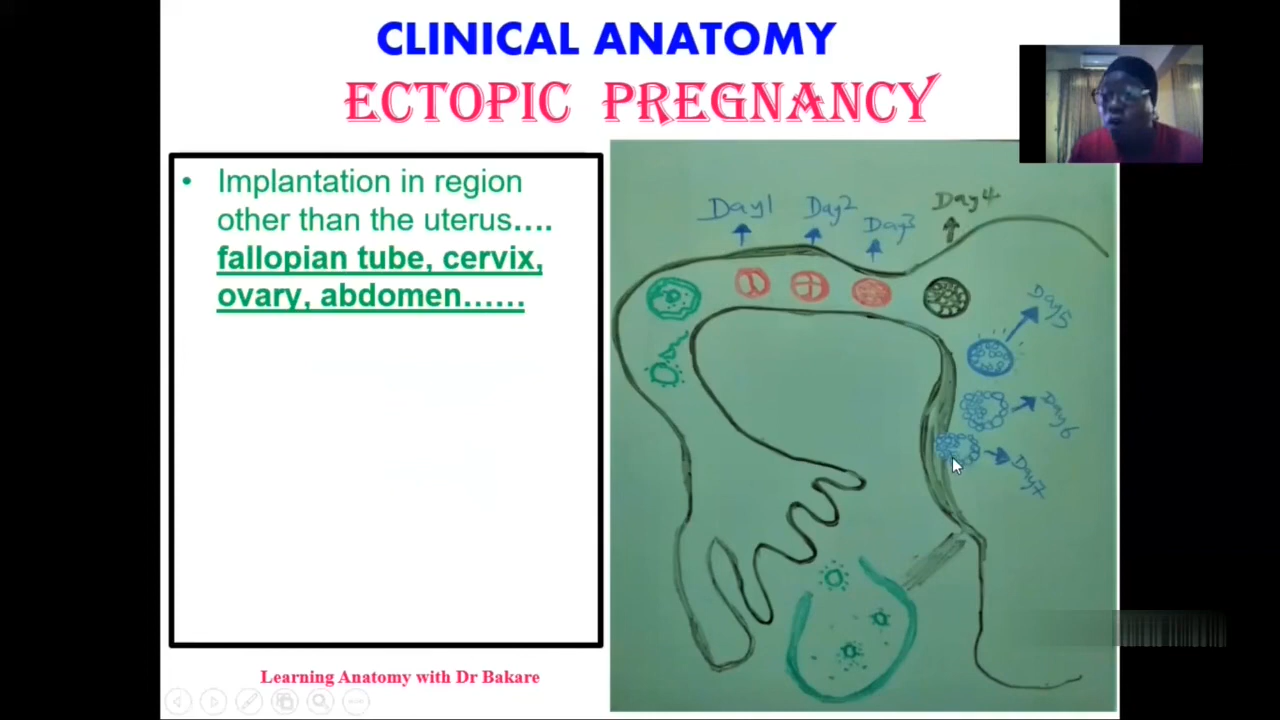 CLINICAL ANATOMY
ECTOPIC PREGNANCY
• Implantation in region
other than the uterus….
fallopian tube, cervix,
ovary, abdomen……
Day1
Day2
Day3
Day4
Day5
Day6
Day7
Learning Anatomy with Dr Bakare